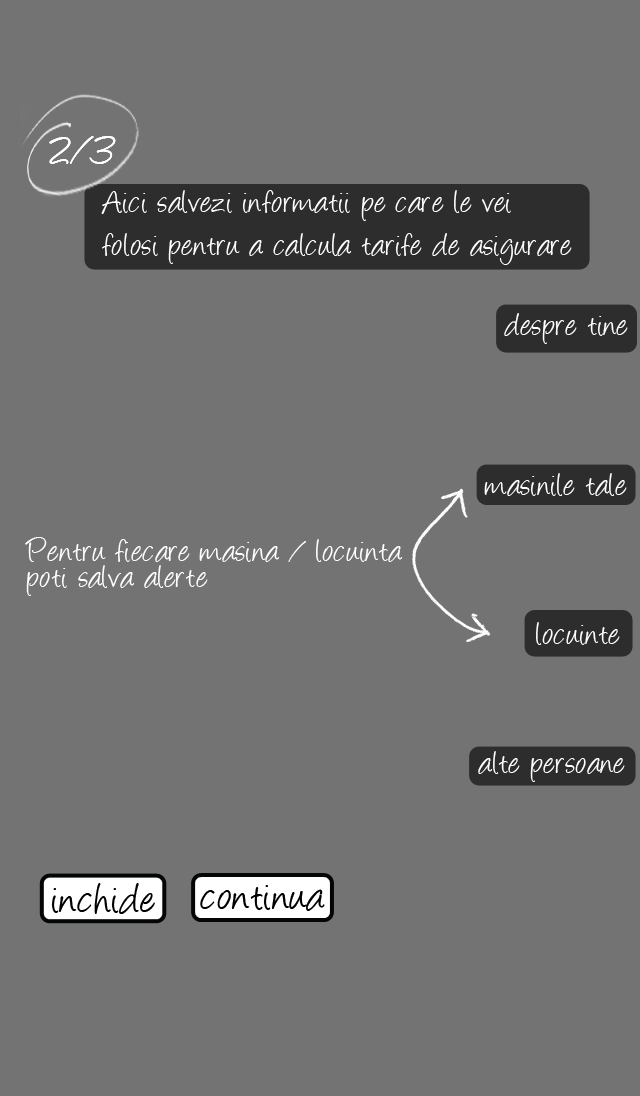 2/3
Aici salvezi informatii pe care le vei
folosi pentru a calcula tarife de asigurare
despre tine
masinile tale
Pentru fiecare masina / locuinta
poti salva alerte
locuinte
alte persoane
inchide
continua